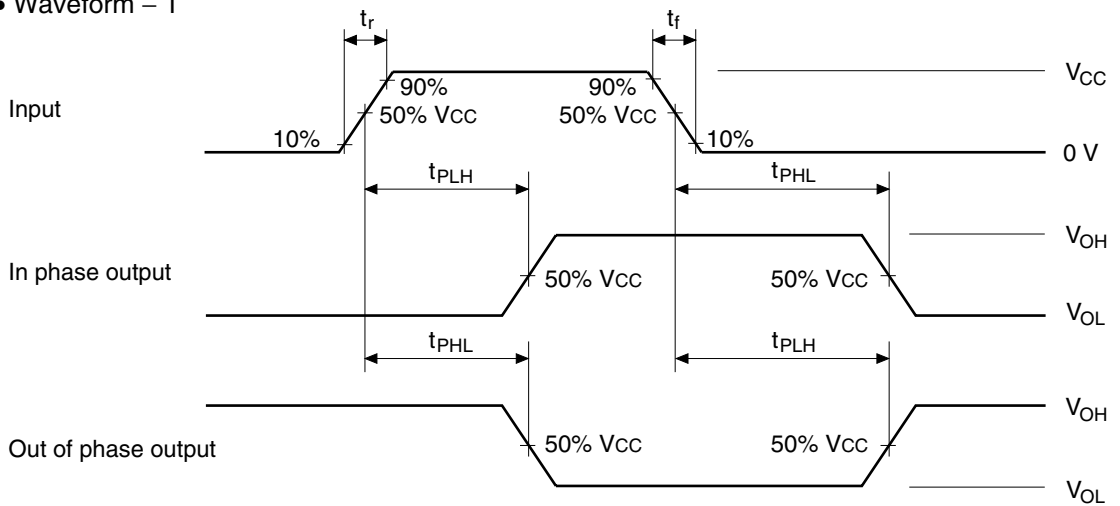 • Waveform – 1
tr
tf
VCC
90%
90%
Input
50% VCC
50% VCC
10%
10%
0 V
tPLH
tPHL
VOH
In phase output
50% VCC
50% VCC
VOL
tPHL
tPLH
VOH
Out of phase output
50% VCC
50% VCC
VOL